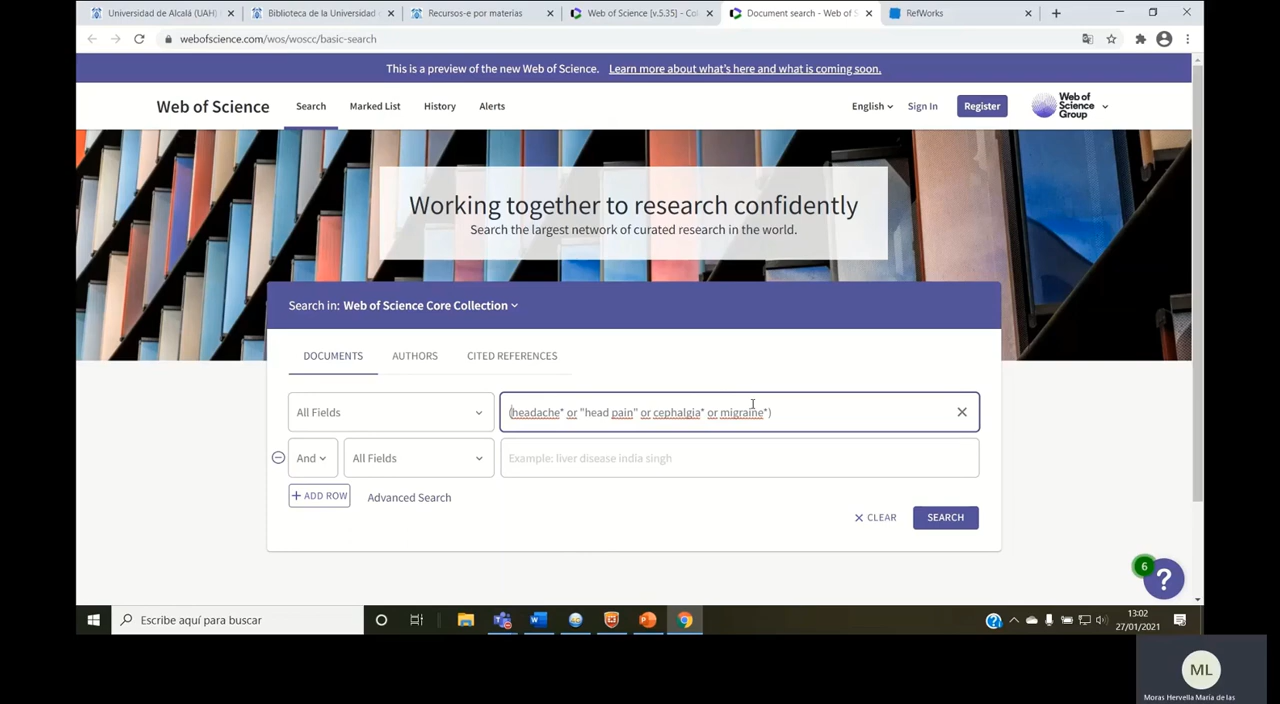 Universidad de Alcalá (UAH)
Biblioteca de la Universidad
Recursos-e por materias
Web of Science [v.5.35] - Co
Document search - Web of S
RefWorks
webofscience.com/wos/woscc/basic-search
This is a preview of the new Web of Science. Learn more about what's here and what is coming soon.
Web of Science
Search
Marked List
History
Alerts
English
Sign In
Register
Web of Science Group
Working together to research confidently
Search the largest network of curated research in the world.
Search in: Web of Science Core Collection
DOCUMENTS
AUTHORS
CITED REFERENCES
All Fields
(headache* or "head pain" or cephalgia* or migraine*)
And
All Fields
Example: liver disease india singh
+ ADD ROW
Advanced Search
CLEAR
SEARCH
6
?
Escribe aquí para buscar
13:02
27/01/2021
ML
Moras Hervella Maria de las